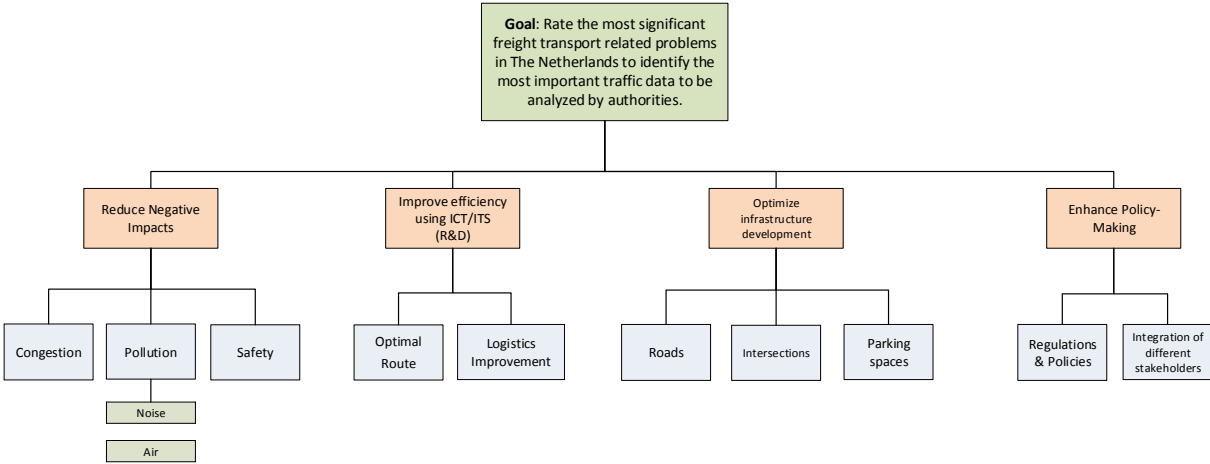 Goal: Rate the most significant
freight transport related problems
in The Netherlands to identify the
most important traffic data to be
analyzed by authorities.
Reduce Negative
Impacts
Improve efficiency
using ICT/ITS
(R&D)
Optimize
infrastructure
development
Enhance Policy-
Making
Congestion
Pollution
Safety
Optimal
Route
Logistics
Improvement
Roads
Intersections
Parking
spaces
Regulations
& Policies
Integration of
different
stakeholders
Noise
Air